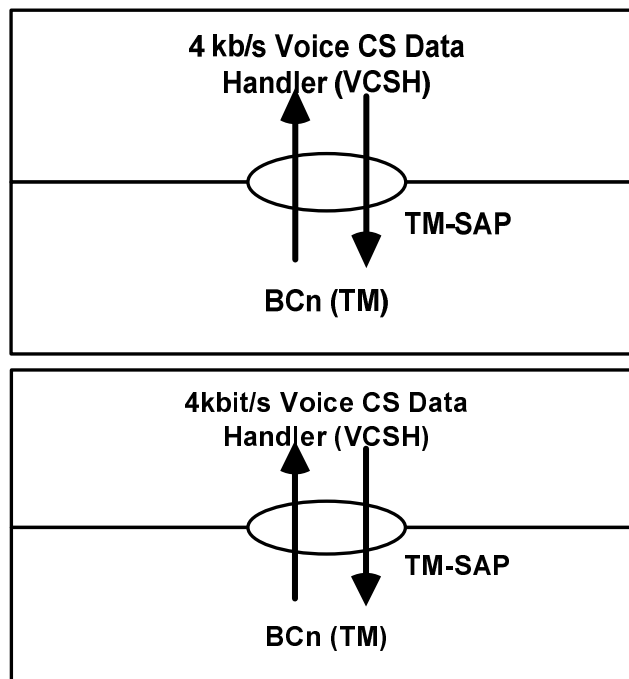 4 kb/s Voice CS Data
Handler (VCSH)
TM-SAP
BCn (TM)
4kbit/s Voice CS Data
Handler (VCSH)
TM-SAP
BCn (TM)